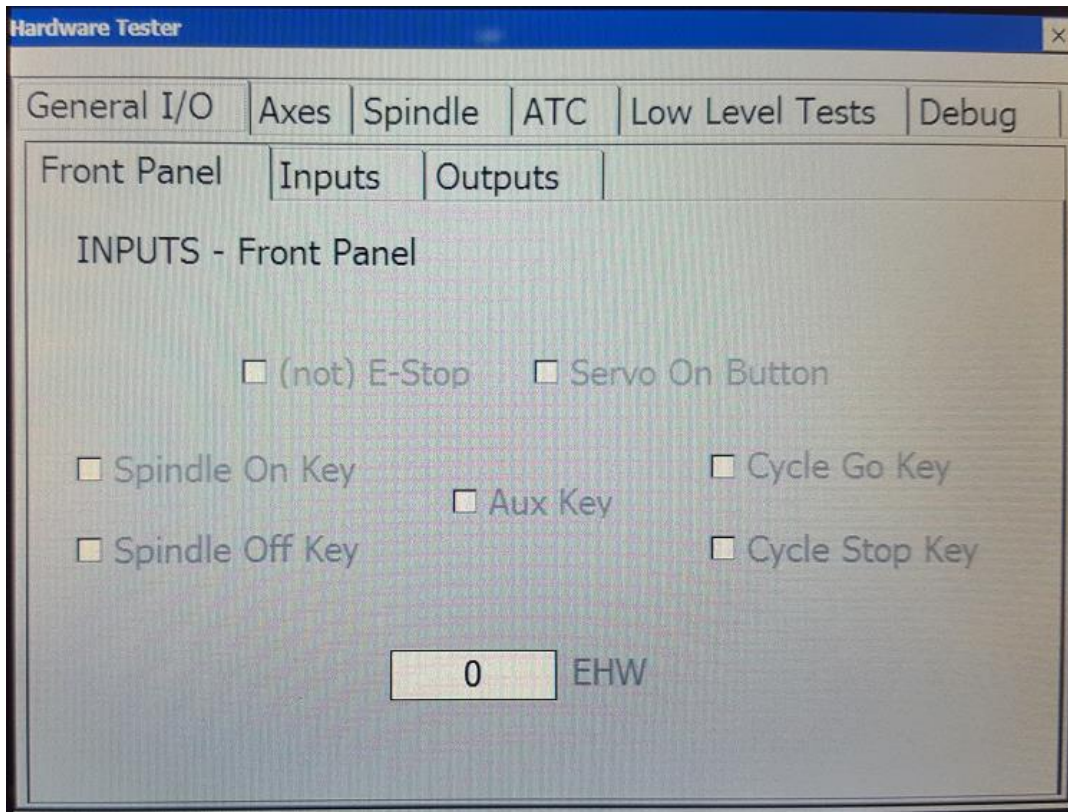 Hardware Tester
General I/O Axes Spindle ATC Low Level Tests Debug
Front Panel Inputs Outputs
INPUTS - Front Panel
(not) E-Stop Servo On Button
Spindle On Key Cycle Go Key
Aux Key
Spindle Off Key Cycle Stop Key
0 EHW